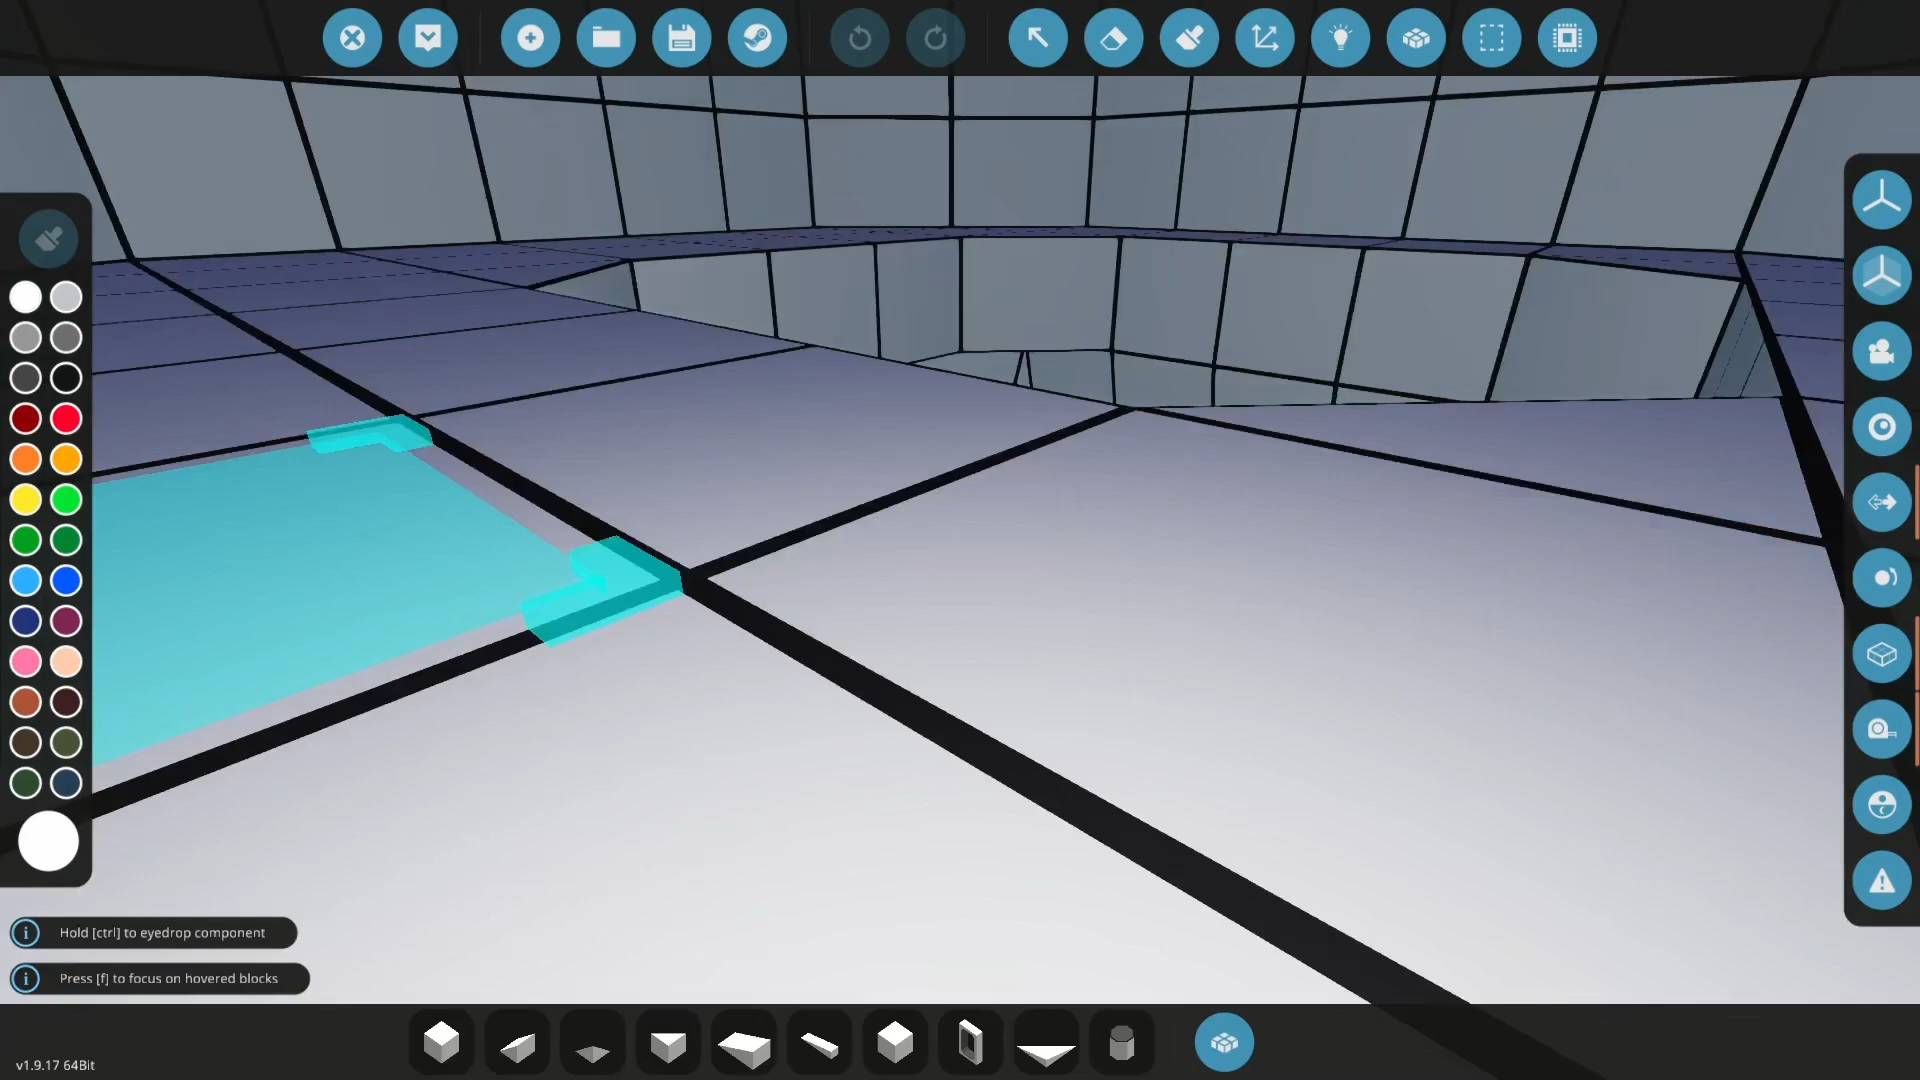 Hold [ctrl] to eyedrop component
Press [f] to focus on hovered blocks
v1.9.17 64Bit